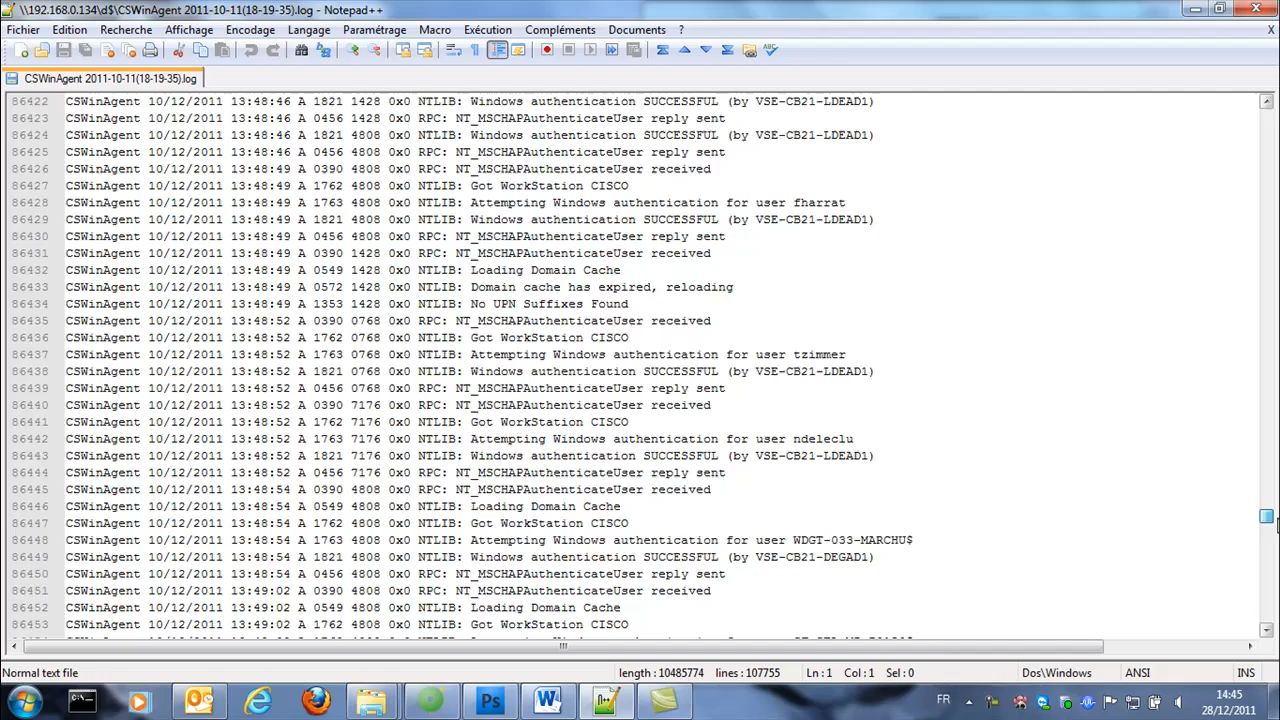 \\192.168.0.134\d$\CSWinAgent 2011-10-11(18-19-35).log - Notepad++
Fichier Edition Recherche Affichage Encodage Langage Paramétrage Macro Exécution Compléments Documents ? X
CSWinAgent 2011-10-11(18-19-35).log
86422 CSWinAgent 10/12/2011 13:48:46 A 1821 1428 0x0 NTLIB: Windows authentication SUCCESSFUL (by VSE-CB21-LDEAD1)
86423 CSWinAgent 10/12/2011 13:48:46 A 0456 1428 0x0 RPC: NT_MSCHAPAuthenticateUser reply sent
86424 CSWinAgent 10/12/2011 13:48:46 A 1821 4808 0x0 NTLIB: Windows authentication SUCCESSFUL (by VSE-CB21-LDEAD1)
86425 CSWinAgent 10/12/2011 13:48:46 A 0456 4808 0x0 RPC: NT_MSCHAPAuthenticateUser reply sent
86426 CSWinAgent 10/12/2011 13:48:49 A 0390 4808 0x0 RPC: NT_MSCHAPAuthenticateUser received
86427 CSWinAgent 10/12/2011 13:48:49 A 1762 4808 0x0 NTLIB: Got WorkStation CISCO
86428 CSWinAgent 10/12/2011 13:48:49 A 1763 4808 0x0 NTLIB: Attempting Windows authentication for user fharrat
86429 CSWinAgent 10/12/2011 13:48:49 A 1821 4808 0x0 NTLIB: Windows authentication SUCCESSFUL (by VSE-CB21-LDEAD1)
86430 CSWinAgent 10/12/2011 13:48:49 A 0456 4808 0x0 RPC: NT_MSCHAPAuthenticateUser reply sent
86431 CSWinAgent 10/12/2011 13:48:49 A 0390 1428 0x0 RPC: NT_MSCHAPAuthenticateUser received
86432 CSWinAgent 10/12/2011 13:48:49 A 0549 1428 0x0 NTLIB: Loading Domain Cache
86433 CSWinAgent 10/12/2011 13:48:49 A 0572 1428 0x0 NTLIB: Domain cache has expired, reloading
86434 CSWinAgent 10/12/2011 13:48:49 A 1353 1428 0x0 NTLIB: No UPN Suffixes Found
86435 CSWinAgent 10/12/2011 13:48:52 A 0390 0768 0x0 RPC: NT_MSCHAPAuthenticateUser received
86436 CSWinAgent 10/12/2011 13:48:52 A 1762 0768 0x0 NTLIB: Got WorkStation CISCO
86437 CSWinAgent 10/12/2011 13:48:52 A 1763 0768 0x0 NTLIB: Attempting Windows authentication for user tzimmer
86438 CSWinAgent 10/12/2011 13:48:52 A 1821 0768 0x0 NTLIB: Windows authentication SUCCESSFUL (by VSE-CB21-LDEAD1)
86439 CSWinAgent 10/12/2011 13:48:52 A 0456 0768 0x0 RPC: NT_MSCHAPAuthenticateUser reply sent
86440 CSWinAgent 10/12/2011 13:48:52 A 0390 7176 0x0 RPC: NT_MSCHAPAuthenticateUser received
86441 CSWinAgent 10/12/2011 13:48:52 A 1762 7176 0x0 NTLIB: Got WorkStation CISCO
86442 CSWinAgent 10/12/2011 13:48:52 A 1763 7176 0x0 NTLIB: Attempting Windows authentication for user ndeleclu
86443 CSWinAgent 10/12/2011 13:48:52 A 1821 7176 0x0 NTLIB: Windows authentication SUCCESSFUL (by VSE-CB21-LDEAD1)
86444 CSWinAgent 10/12/2011 13:48:52 A 0456 7176 0x0 RPC: NT_MSCHAPAuthenticateUser reply sent
86445 CSWinAgent 10/12/2011 13:48:54 A 0390 4808 0x0 RPC: NT_MSCHAPAuthenticateUser received
86446 CSWinAgent 10/12/2011 13:48:54 A 0549 4808 0x0 NTLIB: Loading Domain Cache
86447 CSWinAgent 10/12/2011 13:48:54 A 1762 4808 0x0 NTLIB: Got WorkStation CISCO
86448 CSWinAgent 10/12/2011 13:48:54 A 1763 4808 0x0 NTLIB: Attempting Windows authentication for user WDGT-033-MARCHU$
86449 CSWinAgent 10/12/2011 13:48:54 A 1821 4808 0x0 NTLIB: Windows authentication SUCCESSFUL (by VSE-CB21-DEGAD1)
86450 CSWinAgent 10/12/2011 13:48:54 A 0456 4808 0x0 RPC: NT_MSCHAPAuthenticateUser reply sent
86451 CSWinAgent 10/12/2011 13:49:02 A 0390 4808 0x0 RPC: NT_MSCHAPAuthenticateUser received
86452 CSWinAgent 10/12/2011 13:49:02 A 0549 4808 0x0 NTLIB: Loading Domain Cache
86453 CSWinAgent 10/12/2011 13:49:02 A 1762 4808 0x0 NTLIB: Got WorkStation CISCO
Normal text file length : 10485774 lines : 107755 Ln : 1 Col : 1 Sel : 0 Dos\Windows ANSI INS
FR 14:45
28/12/2011